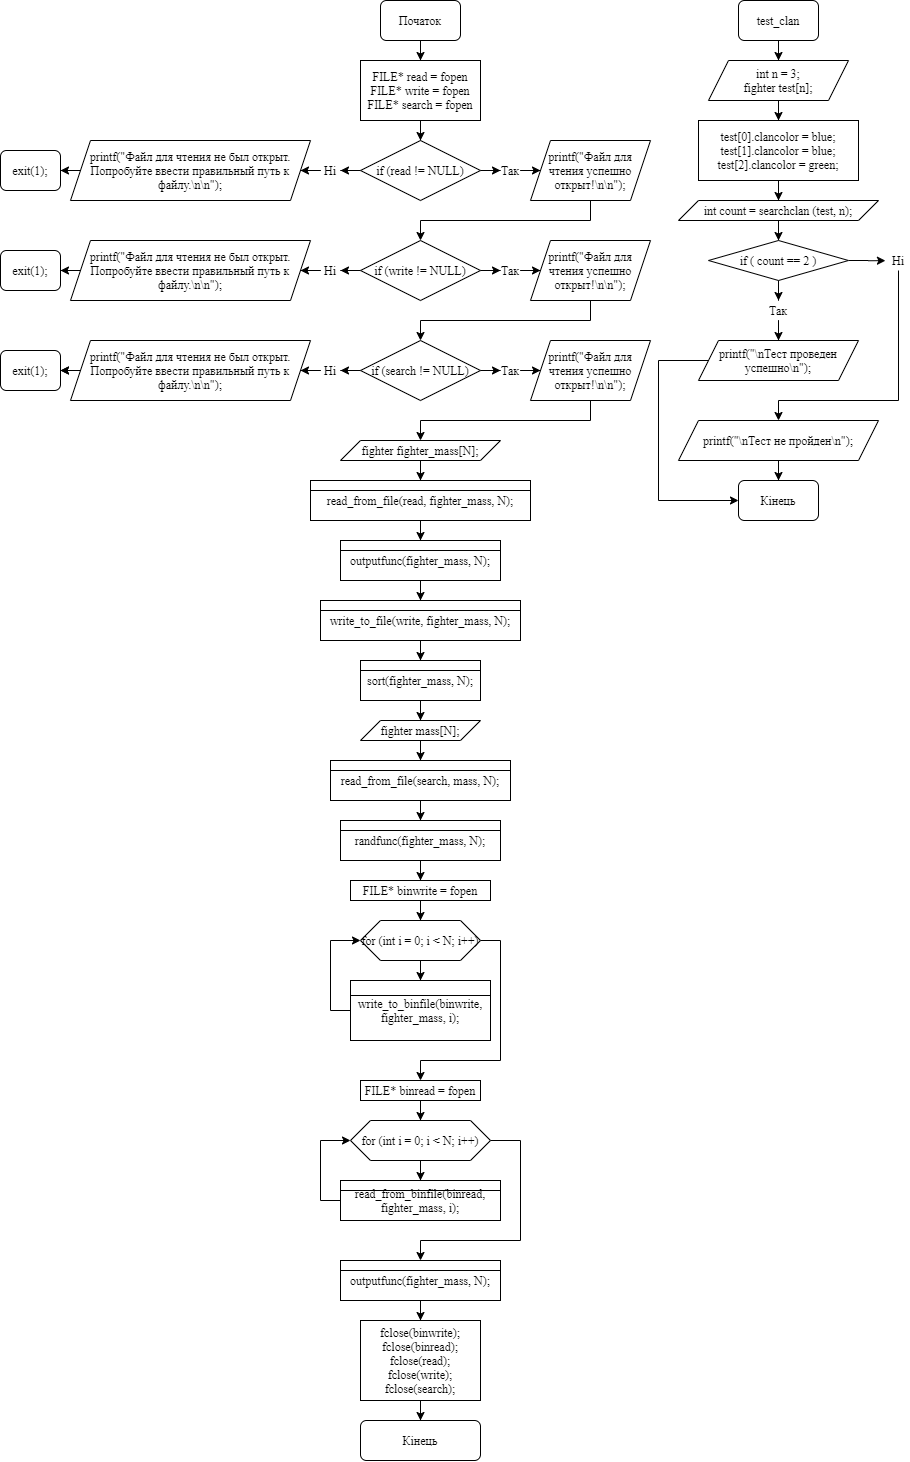 Початок
FILE* read = fopen
FILE* write = fopen
FILE* search = fopen
exit(1);
printf("Файл для чтения не был открыт.
Попробуйте ввести правильный путь к
файлу.\n\n");
Ні
if (read != NULL)
Так
printf("Файл для
чтения успешно
открыт!\n\n");
exit(1);
printf("Файл для чтения не был открыт.
Попробуйте ввести правильный путь к
файлу.\n\n");
Ні
if (write != NULL)
Так
printf("Файл для
чтения успешно
открыт!\n\n");
exit(1);
printf("Файл для чтения не был открыт.
Попробуйте ввести правильный путь к
файлу.\n\n");
Ні
if (search != NULL)
Так
printf("Файл для
чтения успешно
открыт!\n\n");
fighter fighter_mass[N];
read_from_file(read, fighter_mass, N);
outputfunc(fighter_mass, N);
write_to_file(write, fighter_mass, N);
sort(fighter_mass, N);
fighter mass[N];
read_from_file(search, mass, N);
randfunc(fighter_mass, N);
FILE* binwrite = fopen
for (int i = 0; i < N; i++)
write_to_binfile(binwrite,
fighter_mass, i);
FILE* binread = fopen
for (int i = 0; i < N; i++)
read_from_binfile(binread,
fighter_mass, i);
outputfunc(fighter_mass, N);
fclose(binwrite);
fclose(binread);
fclose(read);
fclose(write);
fclose(search);
Кінець
test_clan
int n = 3;
fighter test[n];
test[0].clancolor = blue;
test[1].clancolor = blue;
test[2].clancolor = green;
int count = searchclan (test, n);
if ( count == 2 )
Ні
Так
printf("\nТест проведен
успешно\n");
printf("\nТест не пройден\n");
Кінець